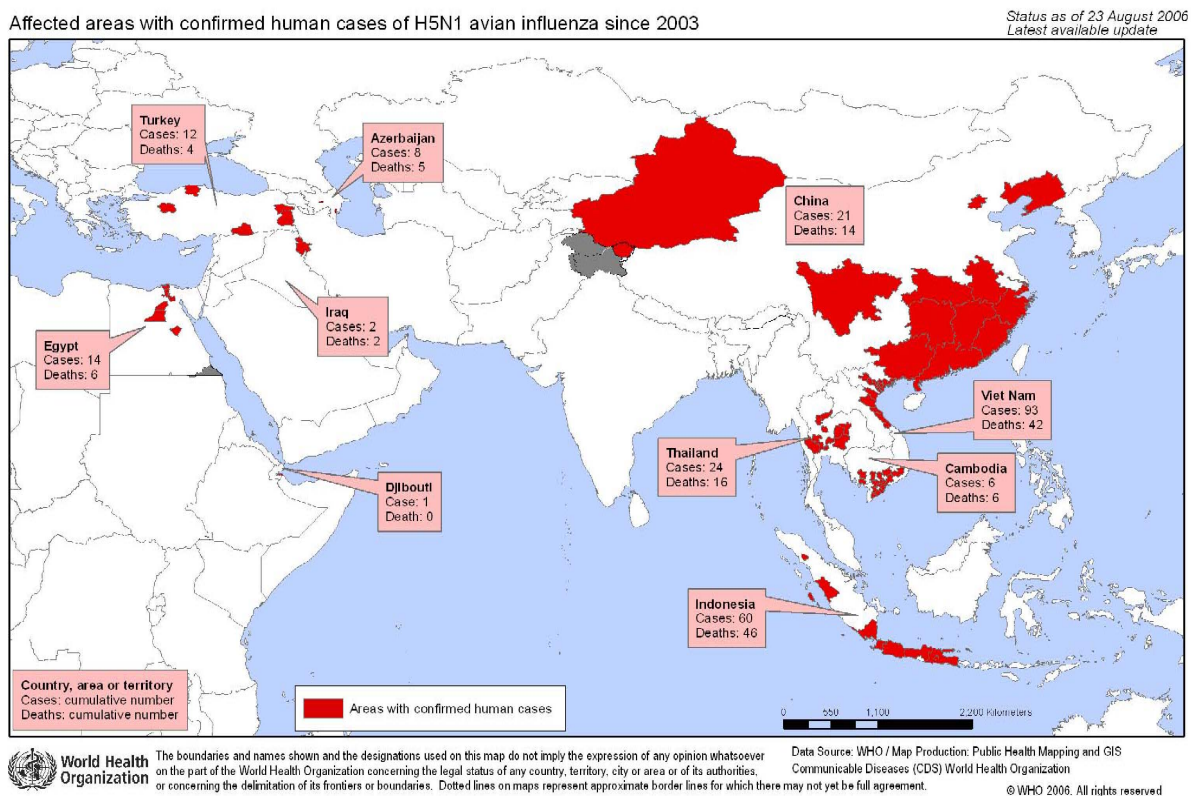 Affected areas with confirmed human cases of H5N1 avian influenza since 2003
Status as of 23 August 2006
Latest available update
Turkey
Cases: 12
Deaths: 4
Azerbaijan
Cases: 8
Deaths: 5
China
Cases: 21
Deaths: 14
Iraq
Cases: 2
Deaths: 2
Egypt
Cases: 14
Deaths: 6
Viet Nam
Cases: 93
Deaths: 42
Thailand
Cases: 24
Deaths: 16
Cambodia
Cases: 6
Deaths: 6
Djibouti
Case: 1
Death: 0
Indonesia
Cases: 60
Deaths: 46
Country, area or territory
Cases: cumulative number
Deaths: cumulative number
Areas with confirmed human cases
0 550 1,100 2,200 Kilometers
World Health
Organization
The boundaries and names shown and the designations used on this map do not imply the expression of any opinion whatsoever
on the part of the World Health Organization concerning the legal status of any country, territory, city or area or of its authorities,
or concerning the delimitation of its frontiers or boundaries. Dotted lines on maps represent approximate border lines for which there may not yet be full agreement.
Data Source: WHO / Map Production: Public Health Mapping and GIS
Communicable Diseases (CDS) World Health Organization
© WHO 2006. All rights reserved